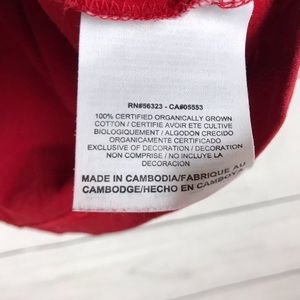 RN#56323 - CA#05553
100% CERTIFIED ORGANICALLY GROWN
COTTON / CERTIFIE AVOIR ETE CULTIVE
BIOLOGIQUEMENT / ALGODON CRECIDO
ORGANICAMENTE CERTIFICADO
EXCLUSIVE OF DECORATION / DECORATION
NON COMPRISE / NO INCLUYE LA
DECORACION
MADE IN CAMBODIA/FABRIQUE AU
CAMBODGE/HECHO EN CAMBOYA